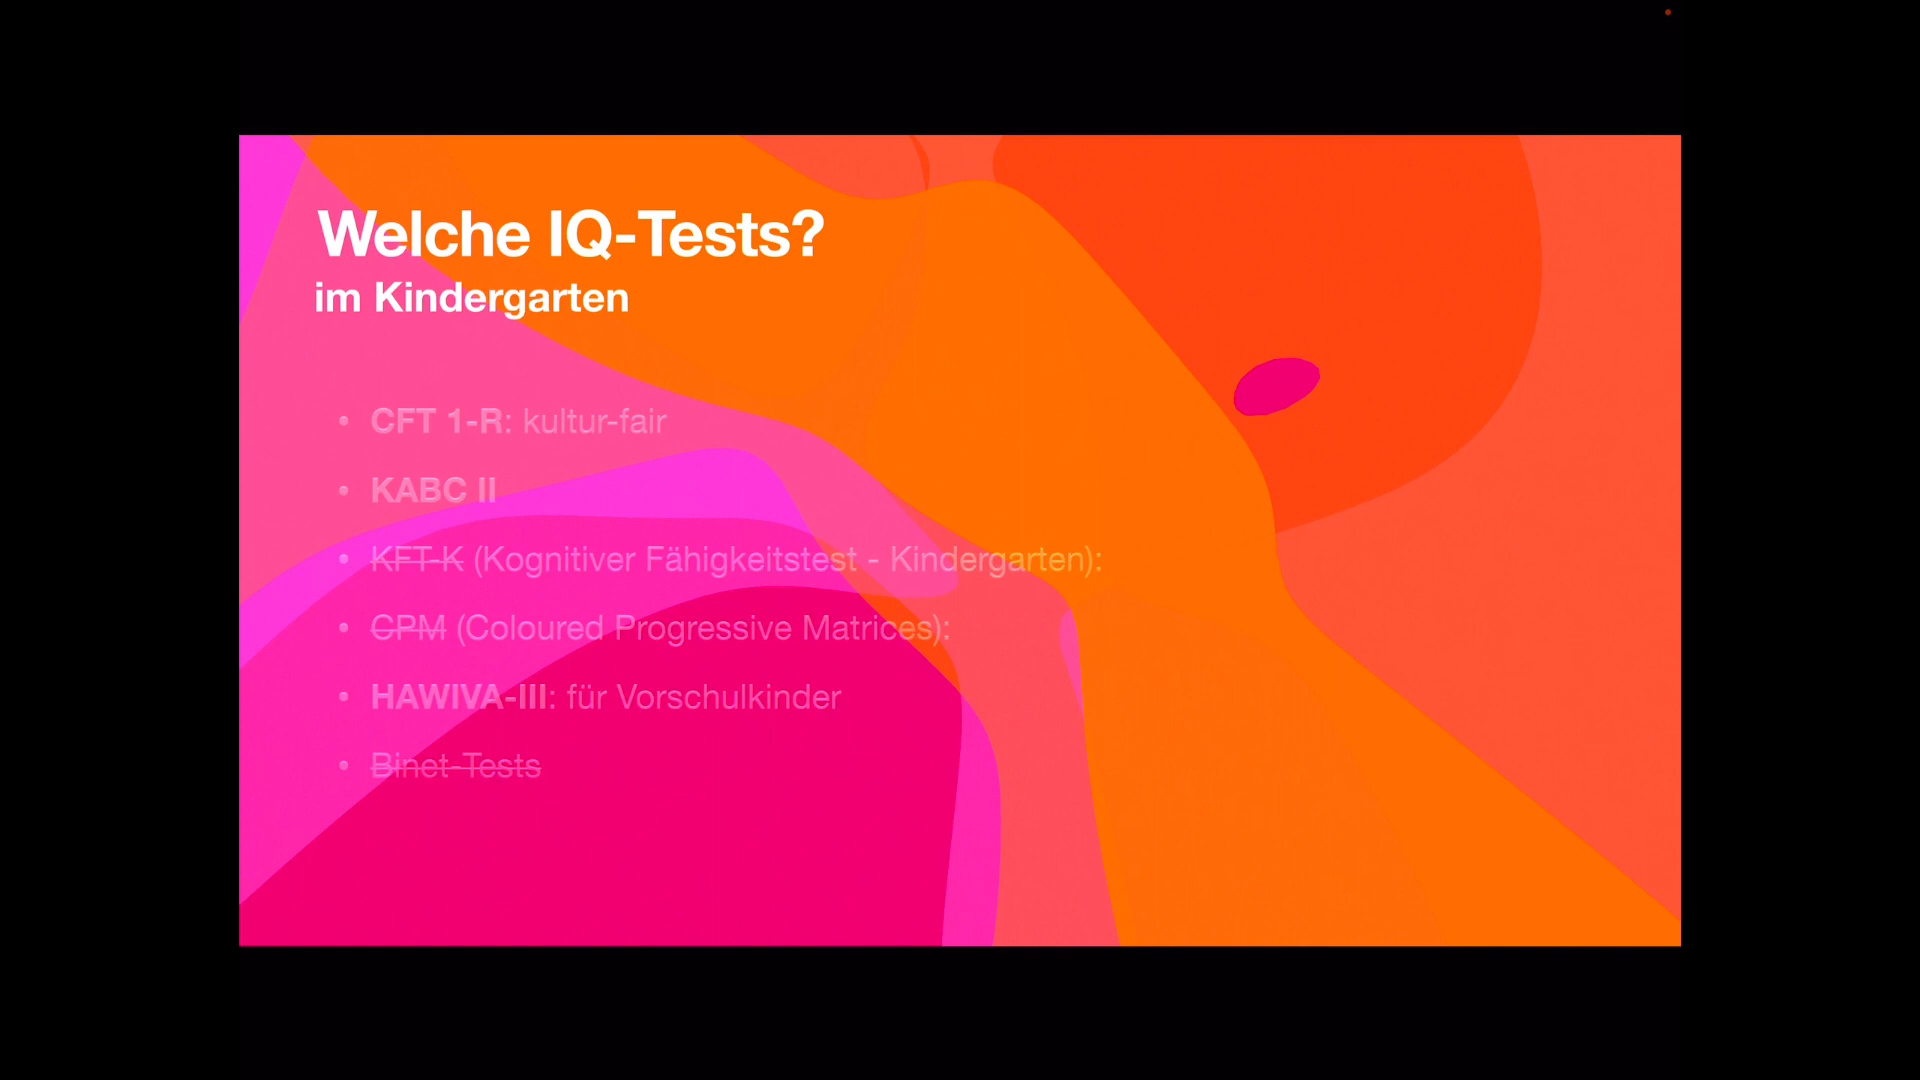 Welche IQ-Tests?
im Kindergarten
• CFT 1-R: kultur-fair
• KABC II
• KFT-K (Kognitiver Fähigkeitstest - Kindergarten):
• CPM (Coloured Progressive Matrices):
• HAWIVA-III: für Vorschulkinder
• Binet-Tests